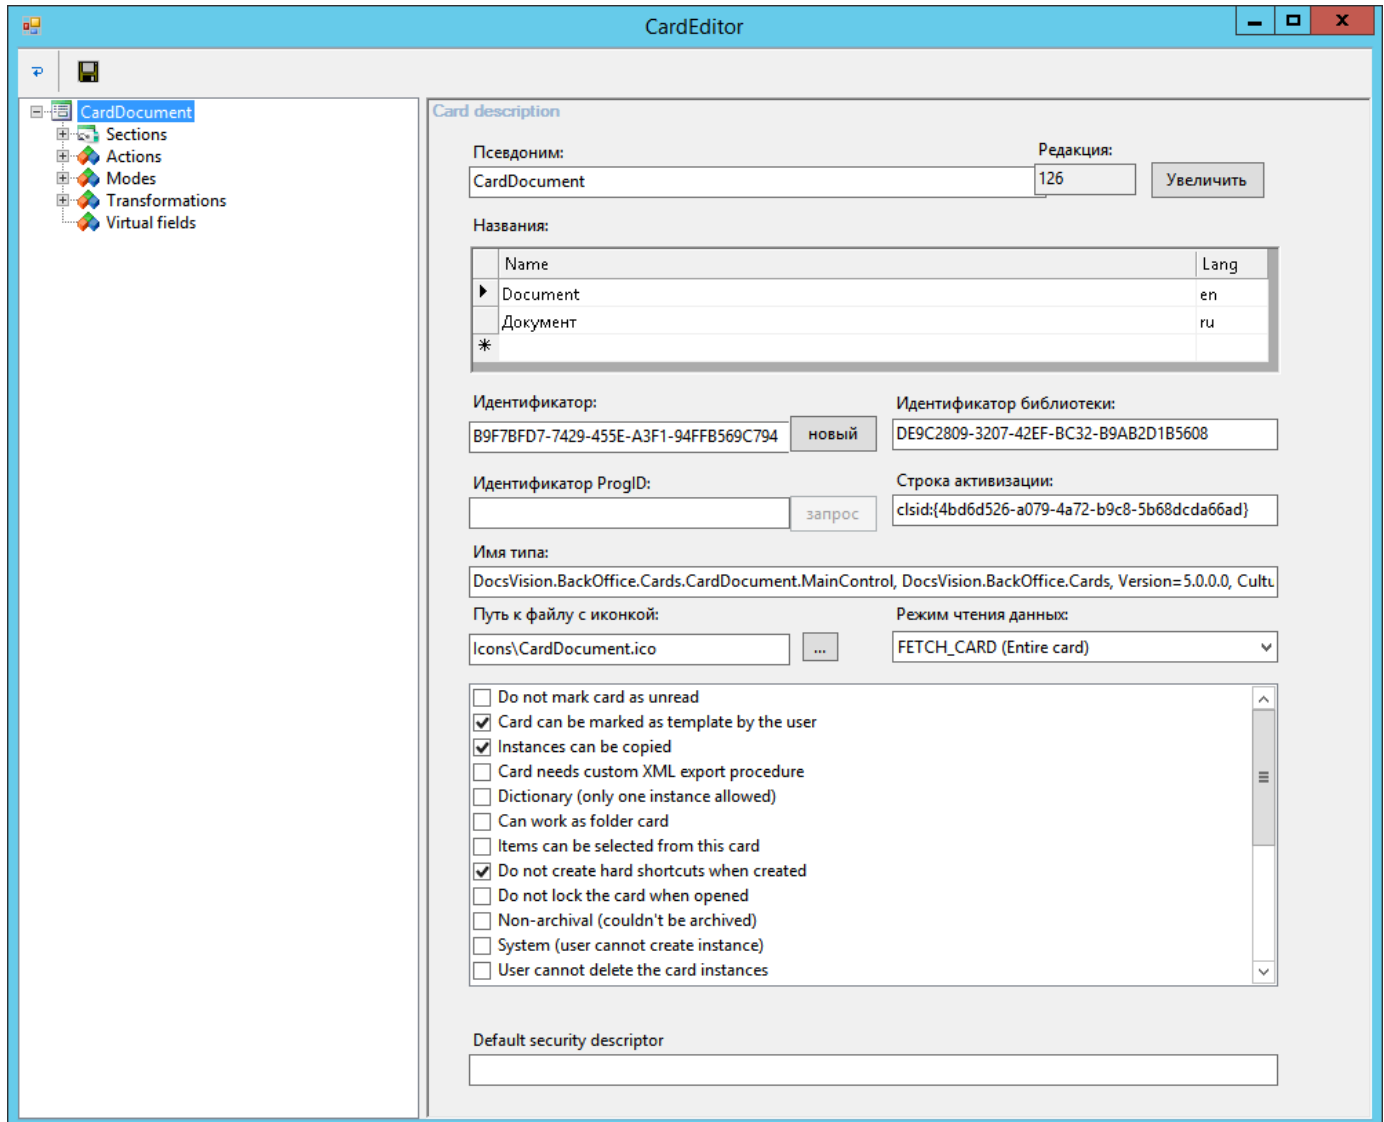 CardEditor
CardDocument
Sections
Actions
Modes
Transformations
Virtual fields
Card description
Псевдоним:
Редакция:
CardDocument
126
Увеличить
Названия:
Name Lang
Document en
Документ ru
Идентификатор:
Идентификатор библиотеки:
B9F7BFD7-7429-455E-A3F1-94FFB569C794
новый
DE9C2809-3207-42EF-BC32-B9AB2D1B5608
Идентификатор ProgID:
Строка активизации:
запрос
clsid:{4bd6d526-a079-4a72-b9c8-5b68dcda66ad}
Имя типа:
DocsVision.BackOffice.Cards.CardDocument.MainControl, DocsVision.BackOffice.Cards, Version=5.0.0.0, Cultu
Путь к файлу с иконкой:
Режим чтения данных:
Icons\CardDocument.ico
...
FETCH_CARD (Entire card)
Do not mark card as unread
Card can be marked as template by the user
Instances can be copied
Card needs custom XML export procedure
Dictionary (only one instance allowed)
Can work as folder card
Items can be selected from this card
Do not create hard shortcuts when created
Do not lock the card when opened
Non-archival (couldn't be archived)
System (user cannot create instance)
User cannot delete the card instances
Default security descriptor